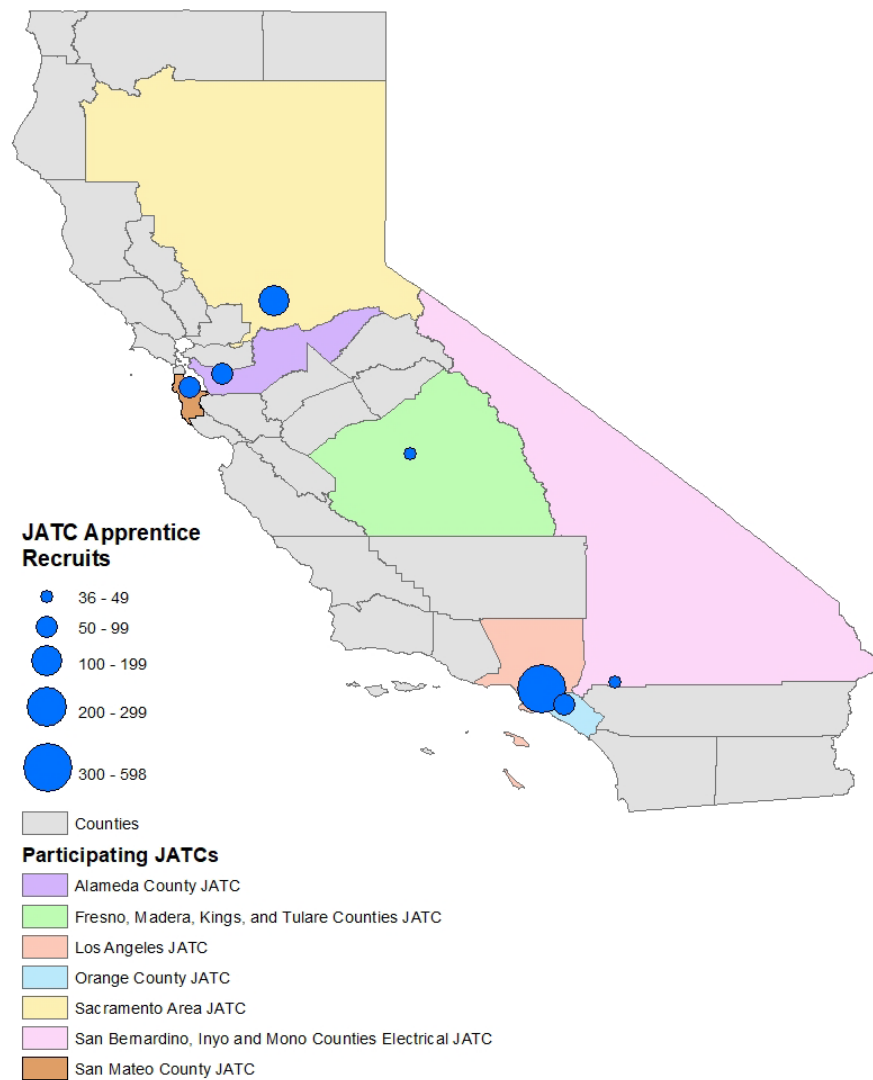 JATC Apprentice
Recruits
36 - 49
50 - 99
100 - 199
200 - 299
300 - 598
Counties
Participating JATCs
Alameda County JATC
Fresno, Madera, Kings, and Tulare Counties JATC
Los Angeles JATC
Orange County JATC
Sacramento Area JATC
San Bernardino, Inyo and Mono Counties Electrical JATC
San Mateo County JATC